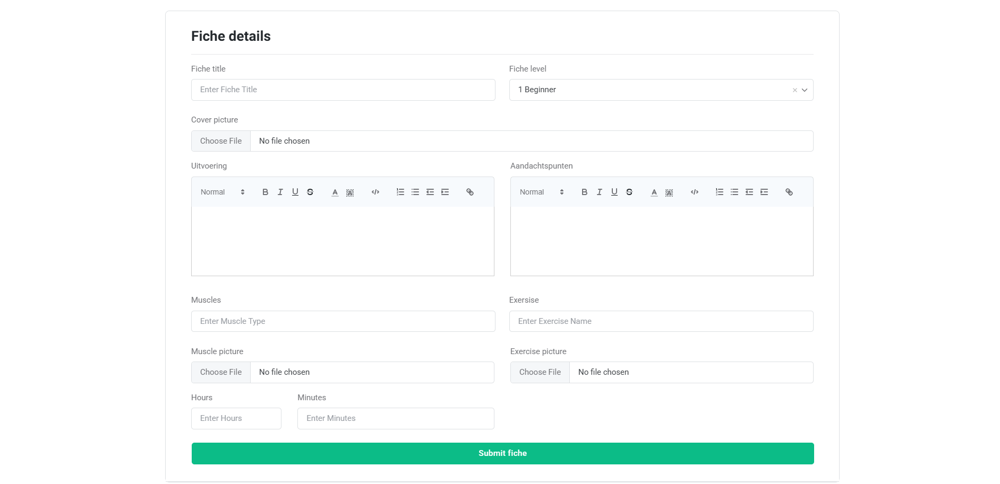 Fiche details
Fiche title Fiche level
Enter Fiche Title 1 Beginner
Cover picture
Choose File No file chosen
Uitvoering Aandachtspunten
Normal Normal
Muscles Exersise
Enter Muscle Type Enter Exercise Name
Muscle picture Exercise picture
Choose File No file chosen Choose File No file chosen
Hours Minutes
Enter Hours Enter Minutes
Submit fiche